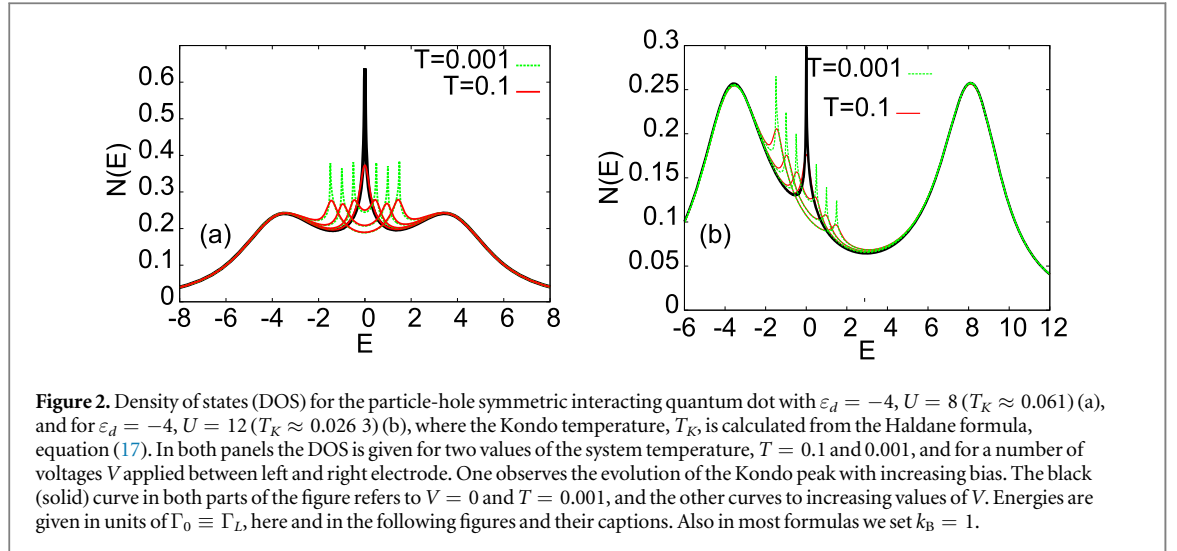 T=0.001
T=0.1
N(E)
0.6
0.5
0.4
0.3
0.2
0.1
0
(a)
-8 -6 -4 -2 0 2 4 6 8
E
T=0.001
T=0.1
N(E)
0.3
0.25
0.2
0.15
0.1
0.05
0
(b)
-6 -4 -2 0 2 4 6 8 10 12
E
Figure 2. Density of states (DOS) for the particle-hole symmetric interacting quantum dot with ε_d = −4, U = 8 (T_K ≈ 0.061) (a),
and for ε_d = −4, U = 12 (T_K ≈ 0.026 3) (b), where the Kondo temperature, T_K, is calculated from the Haldane formula,
equation (17). In both panels the DOS is given for two values of the system temperature, T = 0.1 and 0.001, and for a number of
voltages V applied between left and right electrode. One observes the evolution of the Kondo peak with increasing bias. The black
(solid) curve in both parts of the figure refers to V = 0 and T = 0.001, and the other curves to increasing values of V. Energies are
given in units of Γ₀ ≡ Γ_L, here and in the following figures and their captions. Also in most formulas we set k_B = 1.